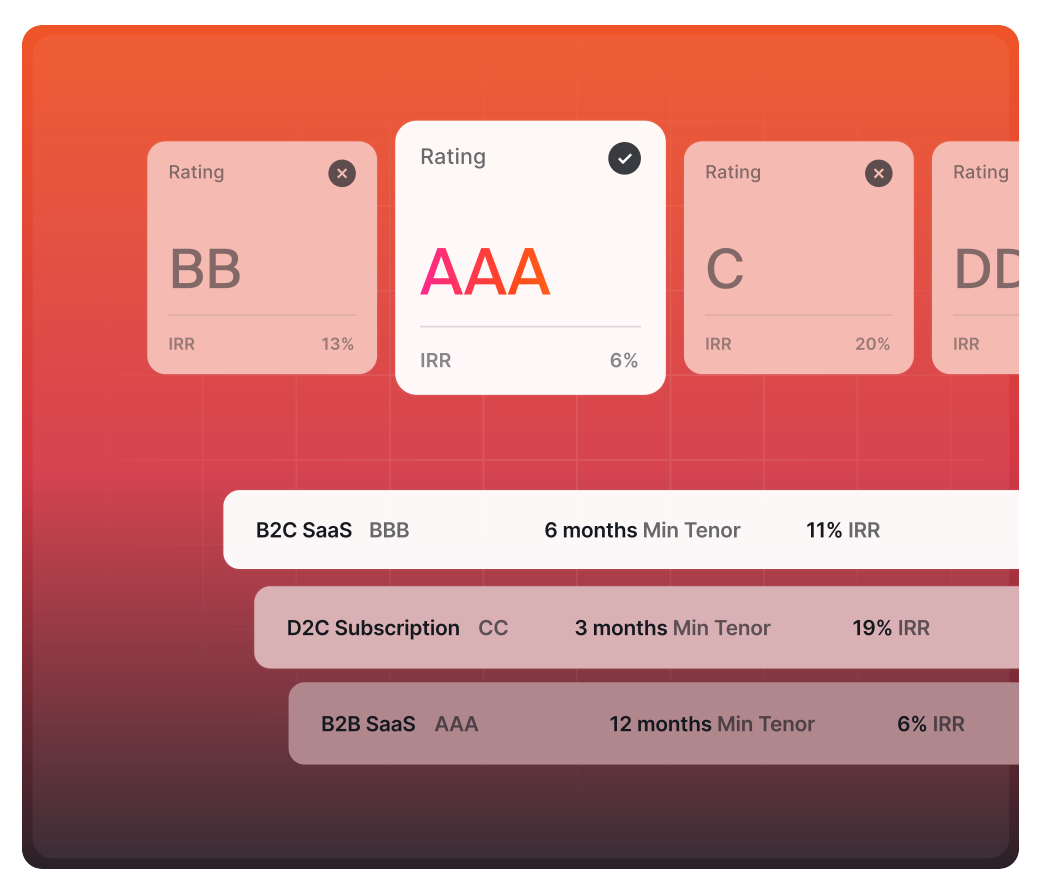 Rating
BB
IRR 13%
Rating
AAA
IRR 6%
Rating
C
IRR 20%
Rating
IRR
B2C SaaS BBB 6 months Min Tenor 11% IRR
D2C Subscription CC 3 months Min Tenor 19% IRR
B2B SaaS AAA 12 months Min Tenor 6% IRR